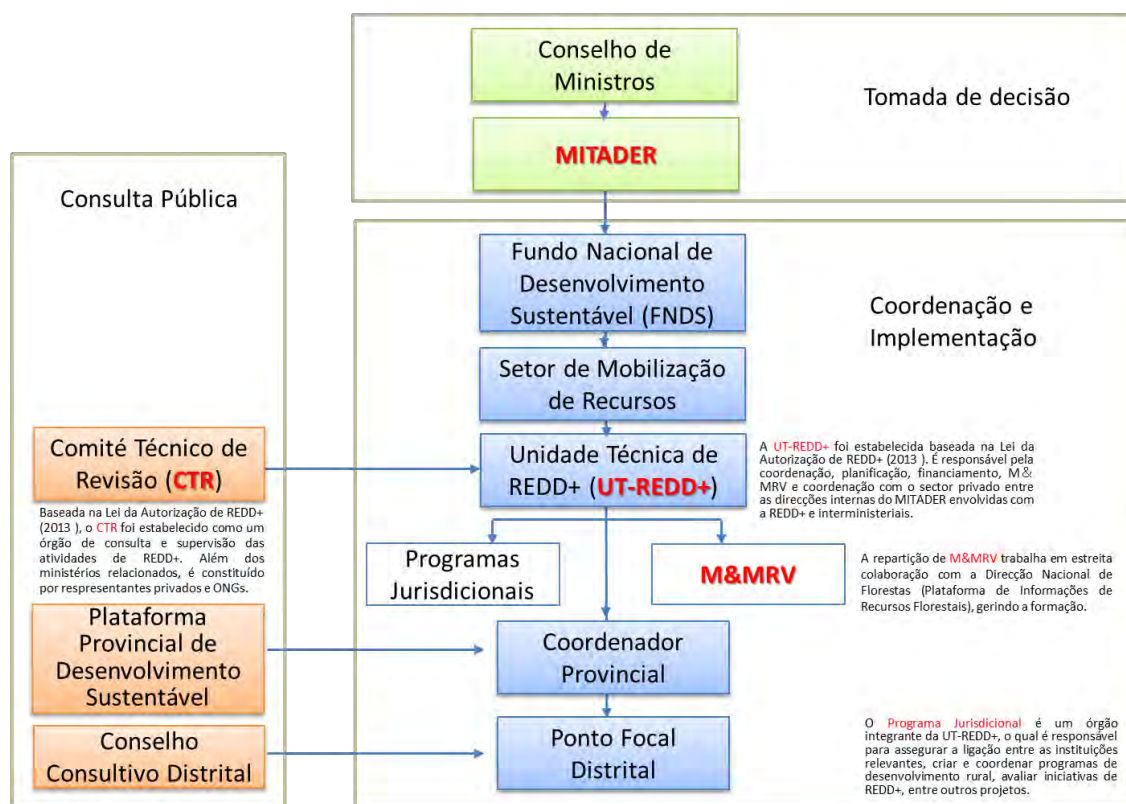 Conselho de
Ministros
Tomada de decisão
MITADER
Consulta Pública
Fundo Nacional de
Desenvolvimento
Sustentável (FNDS)
Coordenação e
Implementação
Setor de Mobilização
de Recursos
Comité Técnico de
Revisão (CTR)
Baseada na Lei da Autorização de REDD+
(2013 ), o CTR foi estabelecido como um
órgão de consulta e supervisão das
atividades de REDD+. Além dos
ministérios relacionados, é constituído
por respresentantes privados e ONGs.
Unidade Técnica de
REDD+ (UT-REDD+)
A UT-REDD+ foi estabelecida baseada na Lei da
Autorização de REDD+ (2013 ). É responsável pela
coordenação, planificação, financiamento, M&
MRV e coordenação com o sector privado entre
as direcções internas do MITADER envolvidas com
a REDD+ e interministeriais.
Programas
Jurisdicionais
M&MRV
A repartição de M&MRV trabalha em estreita
colaboração com a Direcção Nacional de
Florestas (Plataforma de Informações de
Recursos Florestais), gerindo a formação.
Plataforma
Provincial de
Desenvolvimento
Sustentável
Coordenador
Provincial
Conselho
Consultivo Distrital
Ponto Focal
Distrital
O Programa Jurisdicional é um órgão
integrante da UT-REDD+, o qual é responsável
para assegurar a ligação entre as instituições
relevantes, criar e coordenar programas de
desenvolvimento rural, avaliar iniciativas de
REDD+, entre outros projetos.